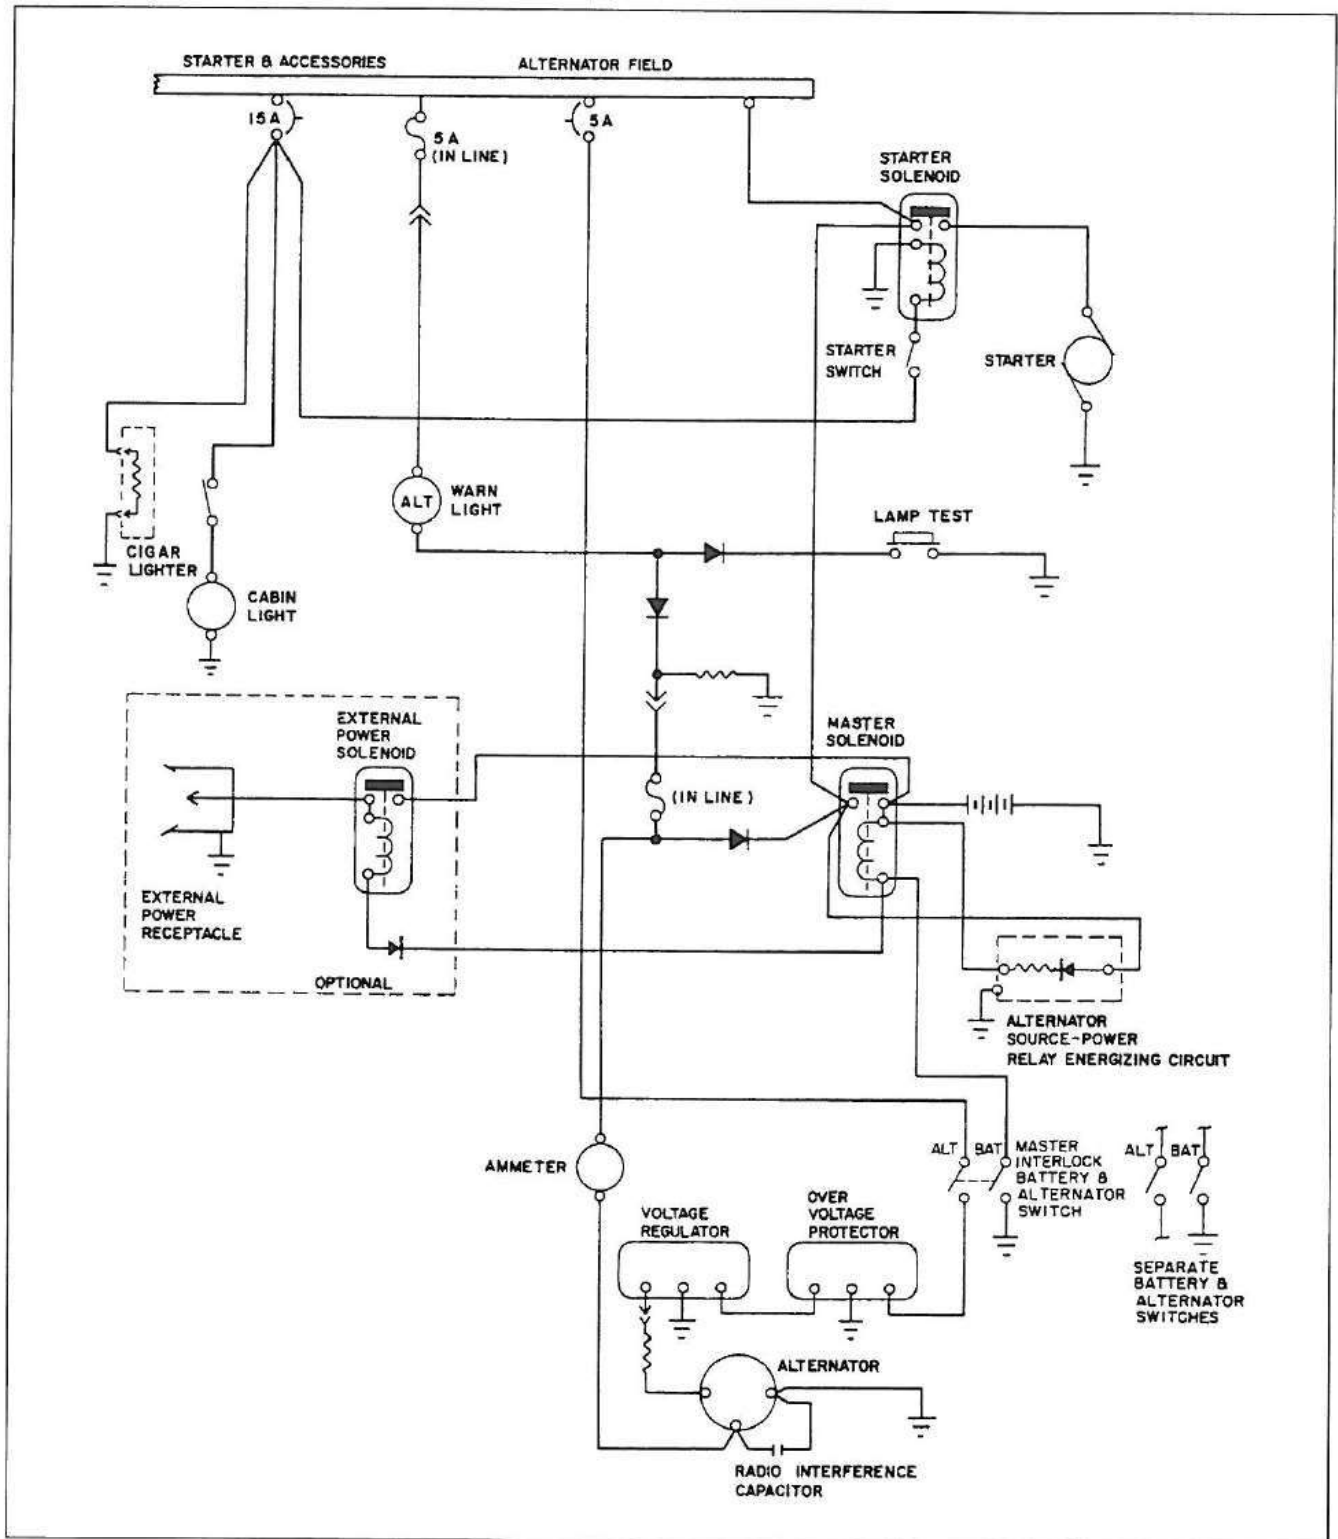 STARTER & ACCESSORIES
ALTERNATOR FIELD
15A
5A
(IN LINE)
5A
STARTER
SOLENOID
STARTER
SWITCH
STARTER
ALT
WARN
LIGHT
LAMP TEST
CIGAR
LIGHTER
CABIN
LIGHT
EXTERNAL
POWER
SOLENOID
MASTER
SOLENOID
(IN LINE)
EXTERNAL
POWER
RECEPTACLE
OPTIONAL
ALTERNATOR
SOURCE-POWER
RELAY ENERGIZING CIRCUIT
AMMETER
ALT
BAT
MASTER
INTERLOCK
BATTERY &
ALTERNATOR
SWITCH
ALT
BAT
VOLTAGE
REGULATOR
OVER
VOLTAGE
PROTECTOR
SEPARATE
BATTERY &
ALTERNATOR
SWITCHES
ALTERNATOR
RADIO INTERFERENCE
CAPACITOR